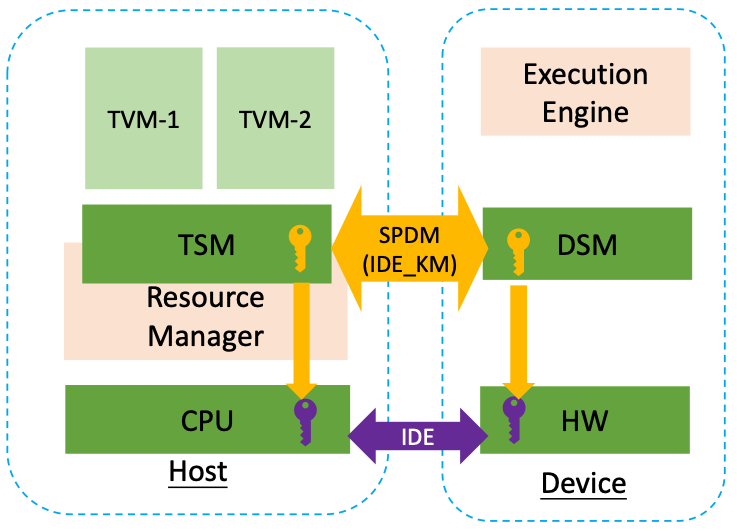 TVM-1
TVM-2
TSM
Resource
Manager
CPU
Host
SPDM
(IDE_KM)
IDE
Execution
Engine
DSM
HW
Device